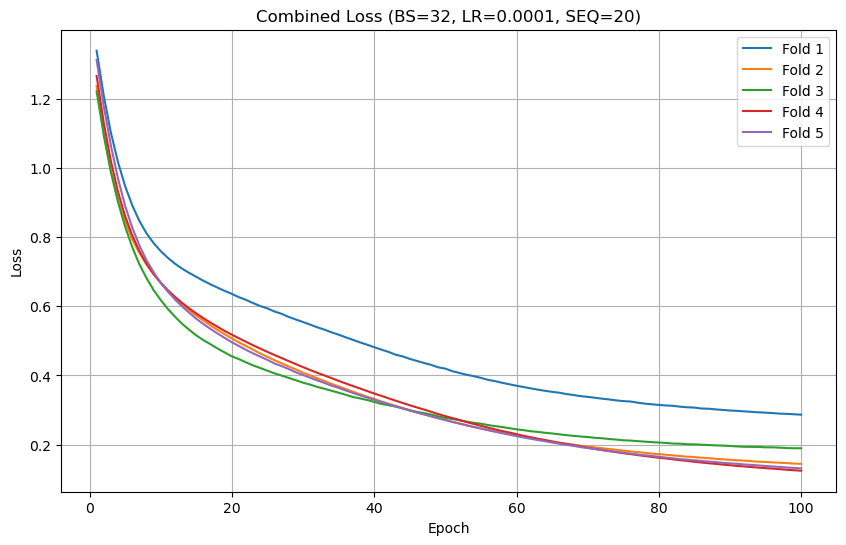 Combined Loss (BS=32, LR=0.0001, SEQ=20)
Fold 1
Fold 2
Fold 3
Fold 4
Fold 5
Loss
1.2
1.0
0.8
0.6
0.4
0.2
0 20 40 60 80 100
Epoch